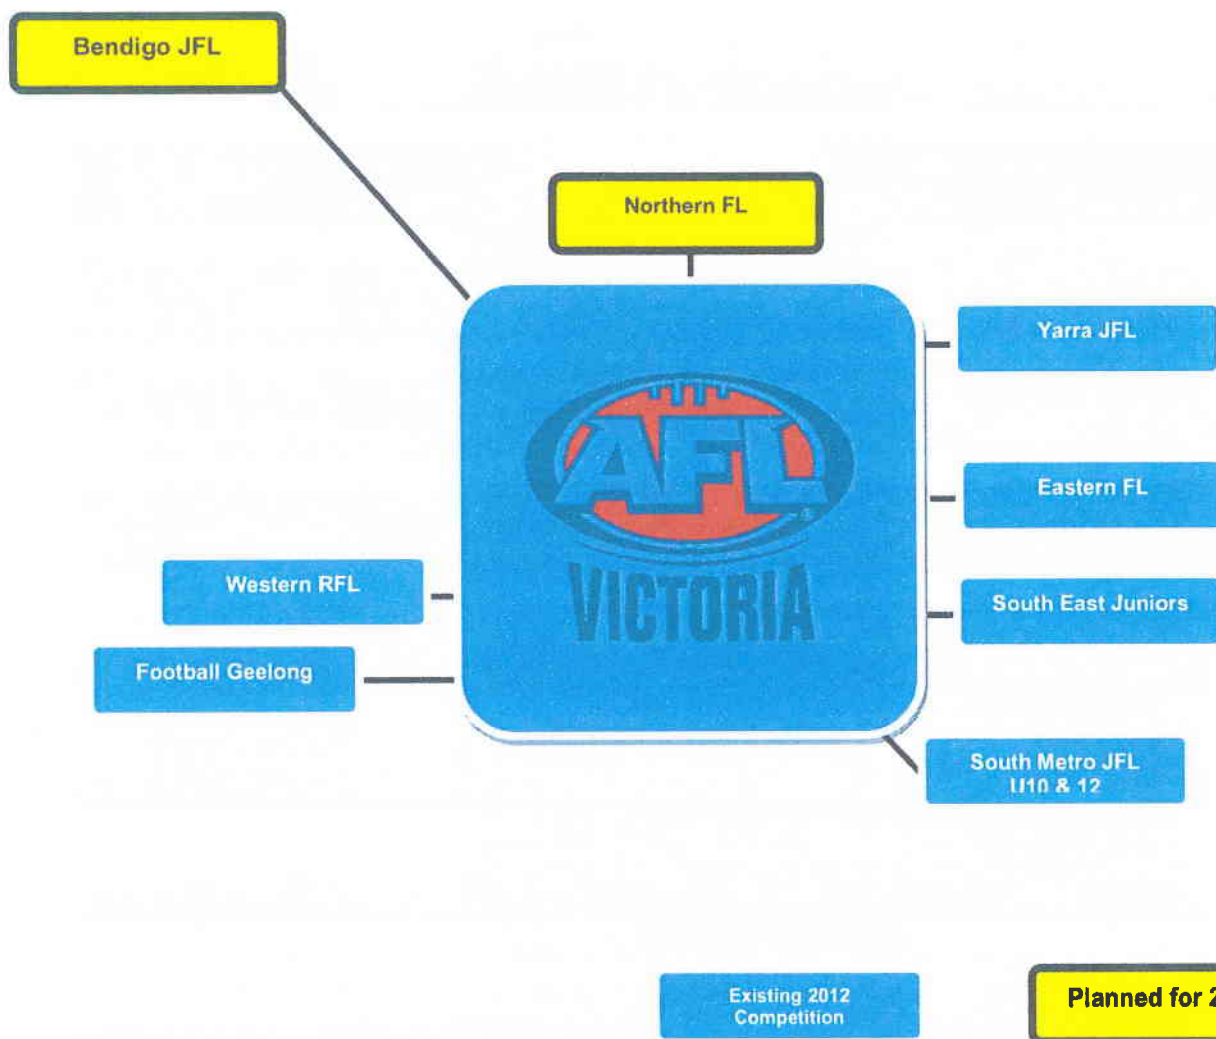 Bendigo JFL
Northern FL
Yarra JFL
AFL
Eastern FL
Western RFL
VICTORIA
South East Juniors
Football Geelong
South Metro JFL
U10 & 12
Existing 2012
Competition
Planned for 2